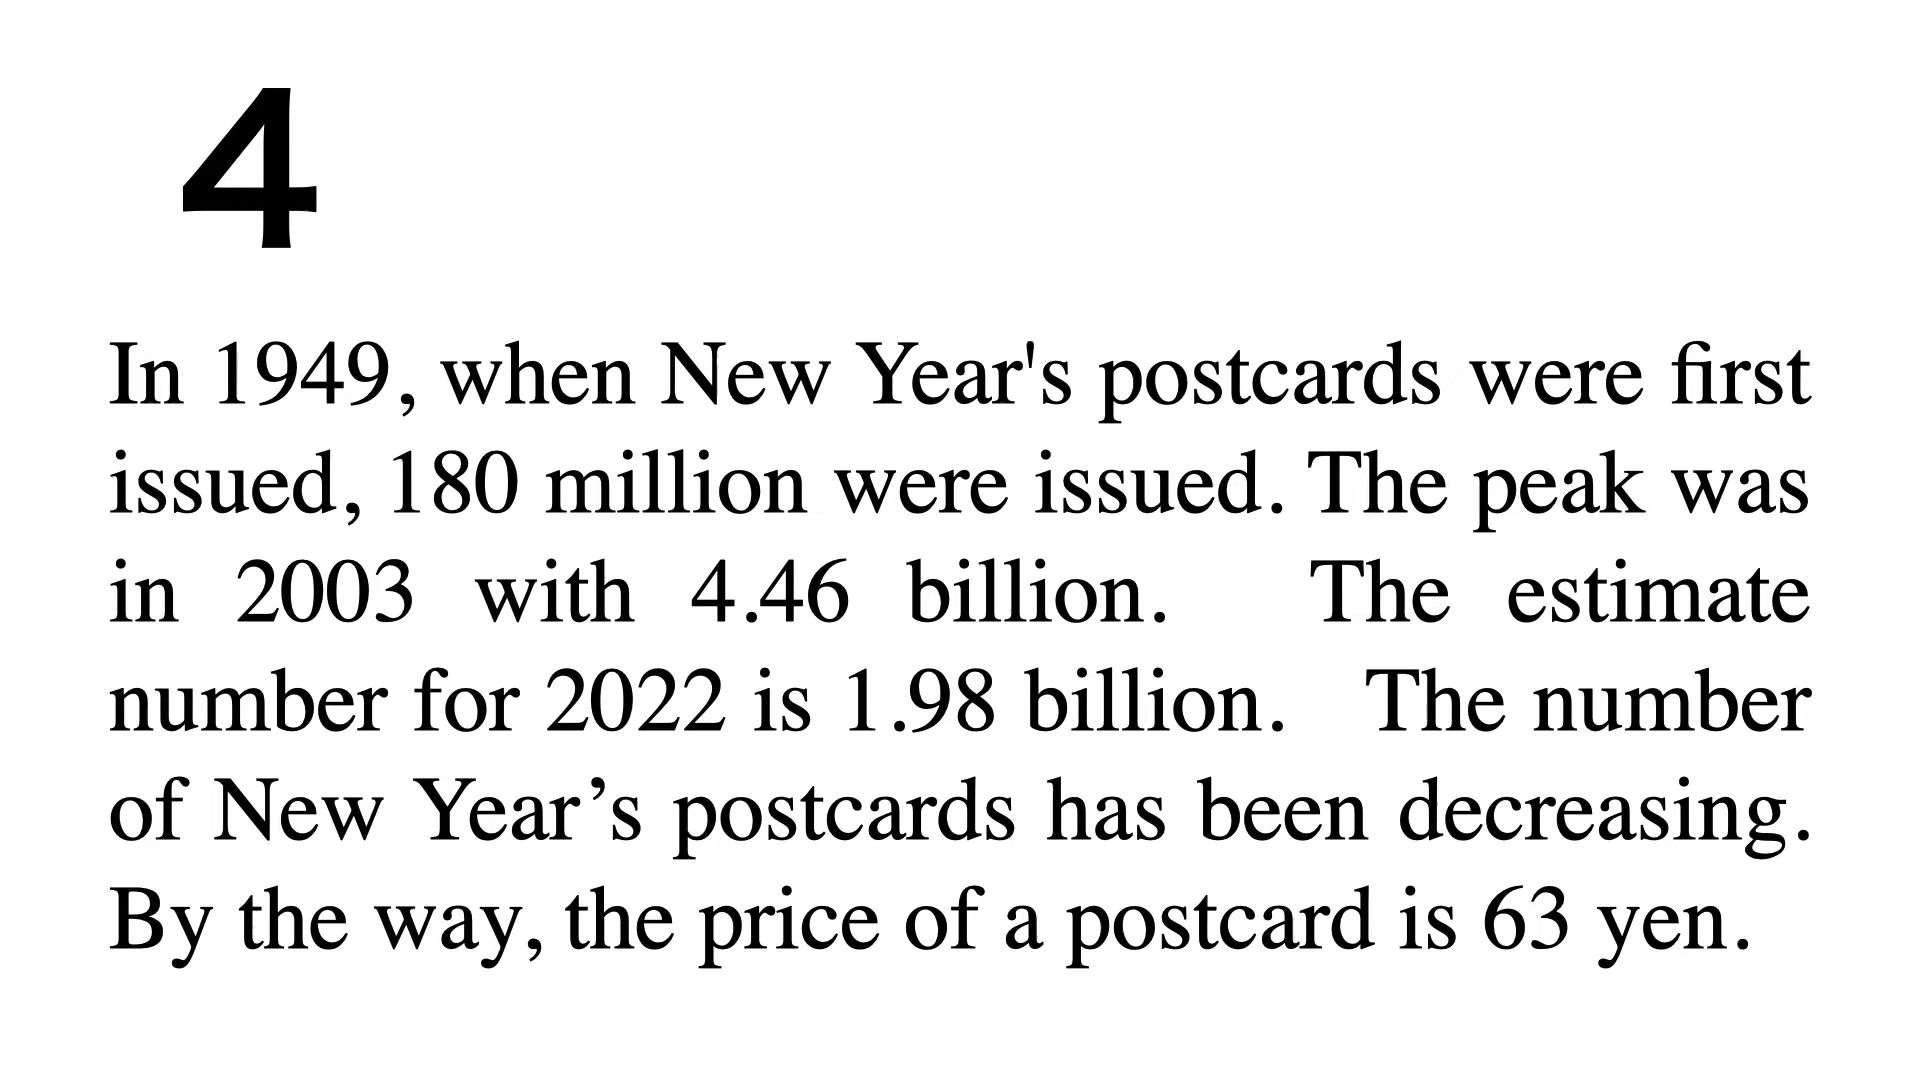 4
In 1949, when New Year's postcards were first
issued, 180 million were issued. The peak was
in 2003 with 4.46 billion. The estimate
number for 2022 is 1.98 billion. The number
of New Year’s postcards has been decreasing.
By the way, the price of a postcard is 63 yen.